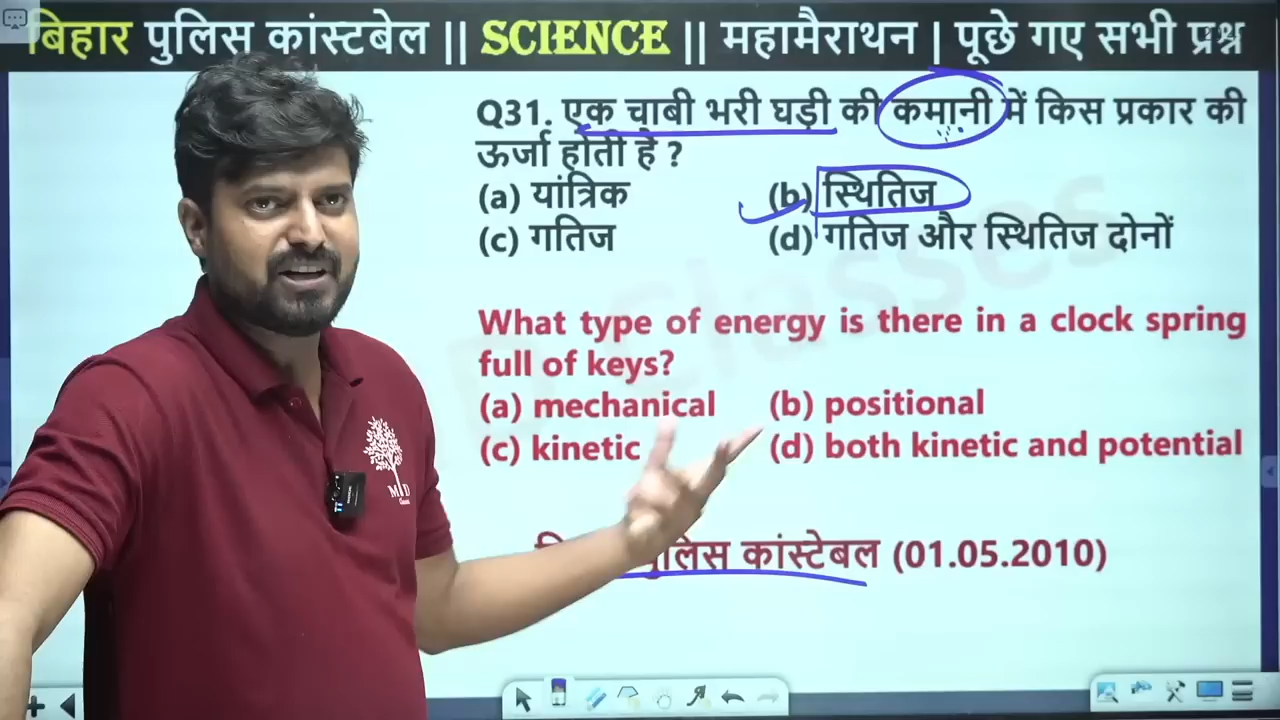 बिहार पुलिस कांस्टबेल || SCIENCE || महामैराथन | पूछे गए सभी प्रश्न
Q31. एक चाबी भरी घड़ी की कमानी में किस प्रकार की
ऊर्जा होती है ?
(a) यांत्रिक (b) स्थितिज
(c) गतिज (d) गतिज और स्थितिज दोनों
What type of energy is there in a clock spring
full of keys?
(a) mechanical (b) positional
(c) kinetic (d) both kinetic and potential
पुलिस कांस्टेबल (01.05.2010)
classes